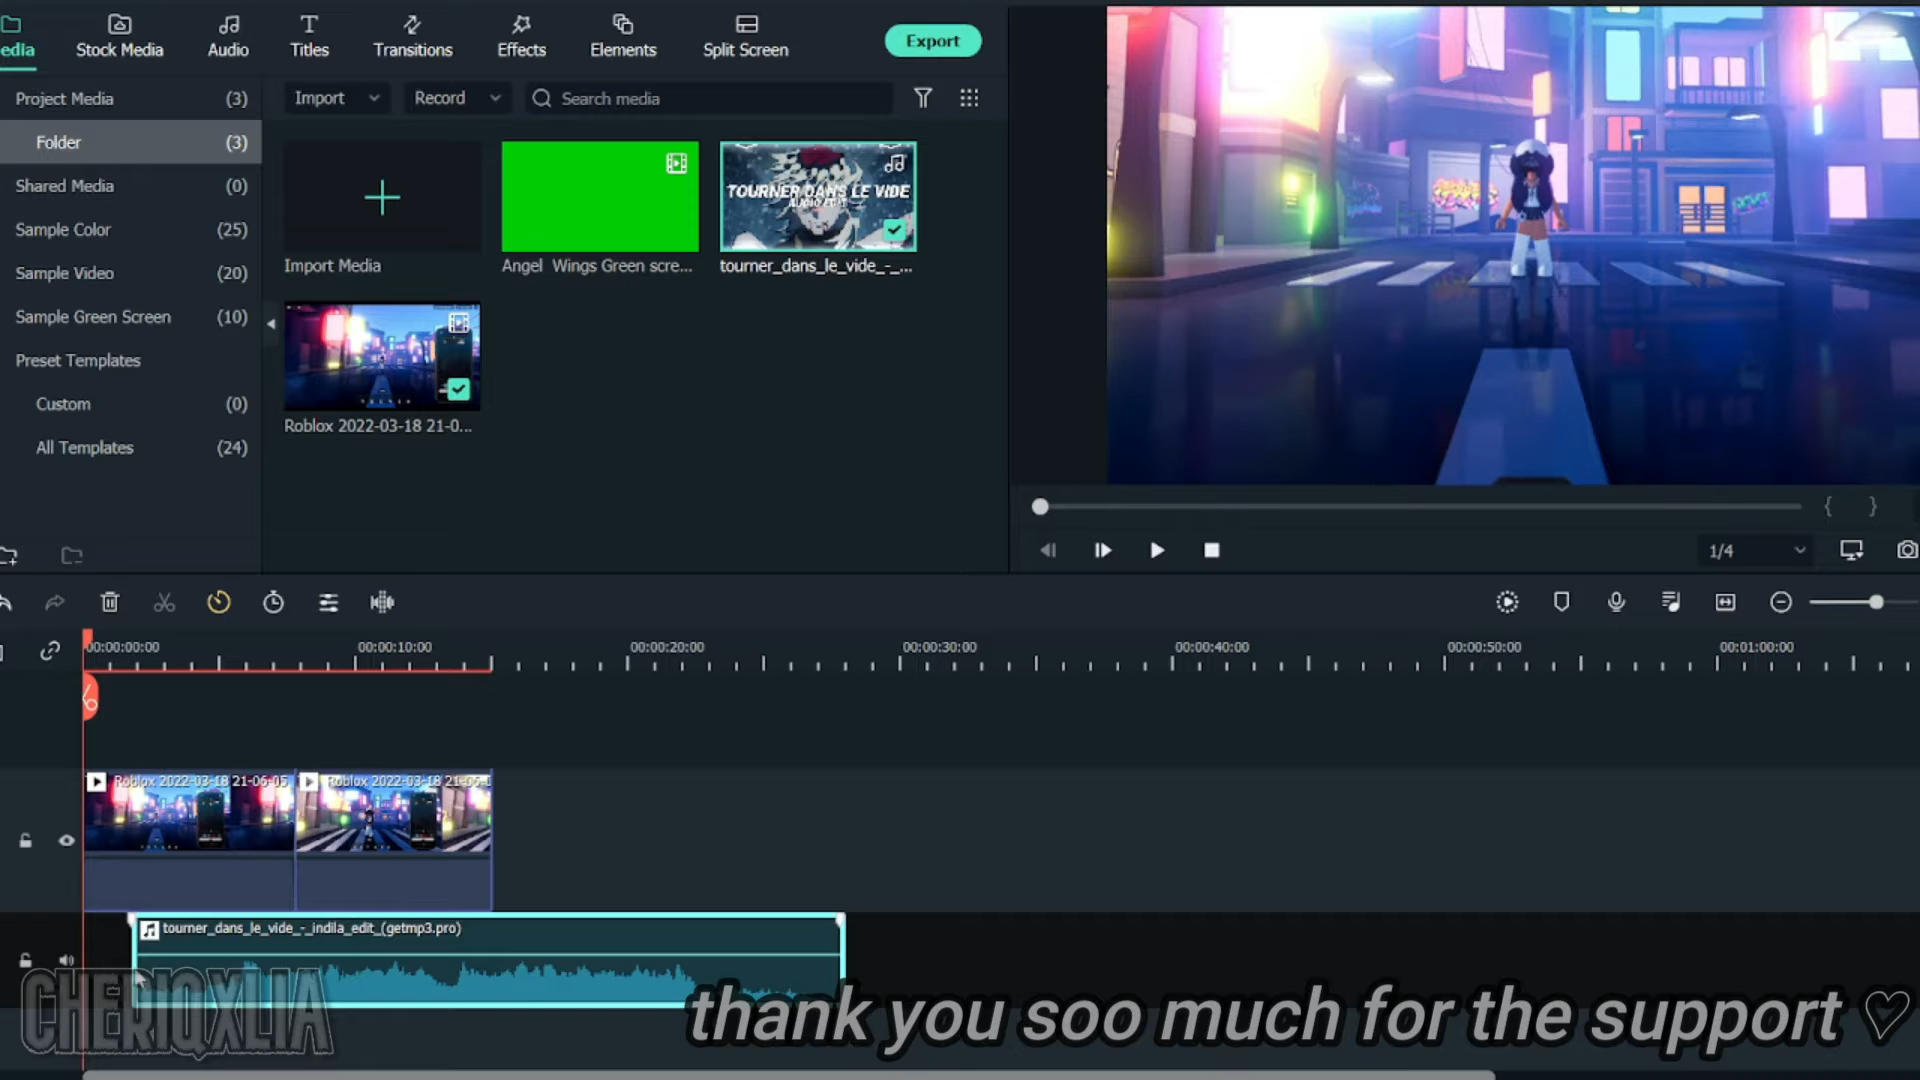 edia
Stock Media
Audio
Titles
Transitions
Effects
Elements
Split Screen
Export
Project Media (3)
Folder (3)
Shared Media (0)
Sample Color (25)
Sample Video (20)
Sample Green Screen (10)
Preset Templates
Custom (0)
All Templates (24)
Import
Record
Search media
Import Media
Angel Wings Green scre...
TOURNER DANS LE VIDE
AUDIO EDIT
tourner_dans_le_vide_-_...
Roblox 2022-03-18 21-0...
1/4
00:00:00:00
00:00:10:00
00:00:20:00
00:00:30:00
00:00:40:00
00:00:50:00
00:01:00:00
Roblox 2022-03-18 21-06-05
Roblox 2022-03-18 21-06-0
tourner_dans_le_vide_-_indila_edit_(getmp3.pro)
CHERIQXLIA
thank you soo much for the support ♡